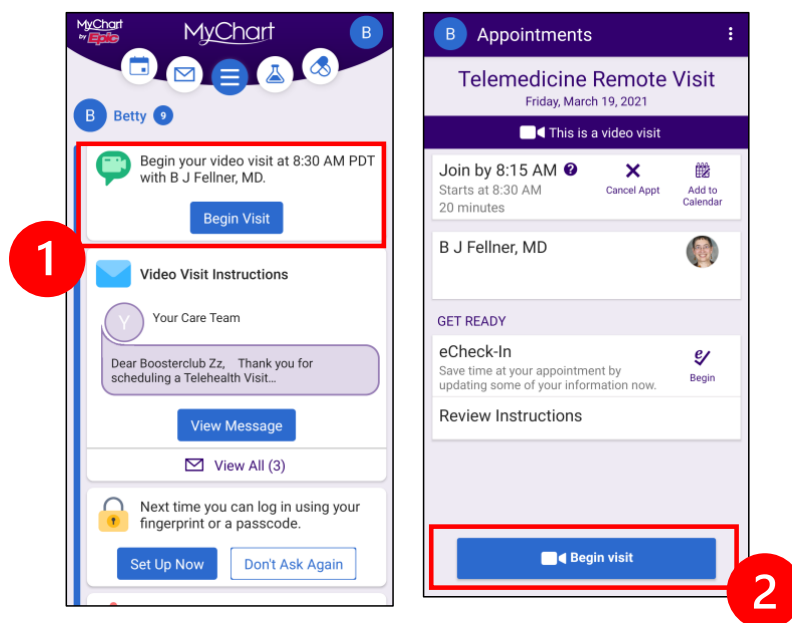 MyChart
by Epic
MyChart
B
B
Betty
9
Begin your video visit at 8:30 AM PDT
with B J Fellner, MD.
Begin Visit
1
Video Visit Instructions
Y
Your Care Team
Dear Boosterclub Zz, Thank you for
scheduling a Telehealth Visit...
View Message
View All (3)
Next time you can log in using your
fingerprint or a passcode.
Set Up Now
Don't Ask Again
B
Appointments
Telemedicine Remote Visit
Friday, March 19, 2021
This is a video visit
Join by 8:15 AM ?
Starts at 8:30 AM
20 minutes
Cancel Appt
Add to
Calendar
B J Fellner, MD
GET READY
eCheck-In
Save time at your appointment by
updating some of your information now.
Begin
Review Instructions
Begin visit
2